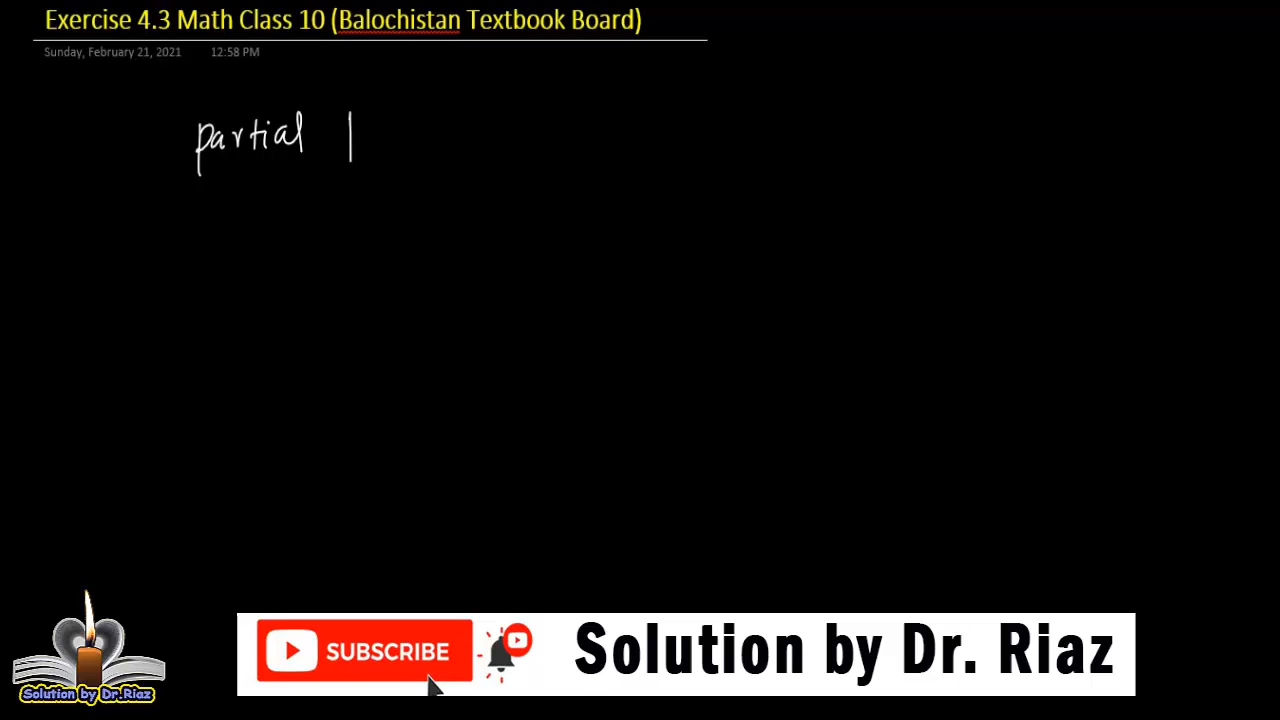 Exercise 4.3 Math Class 10 (Balochistan Textbook Board)
Sunday, February 21, 2021 12:58 PM
partial |
SUBSCRIBE Solution by Dr. Riaz
Solution by Dr.Riaz